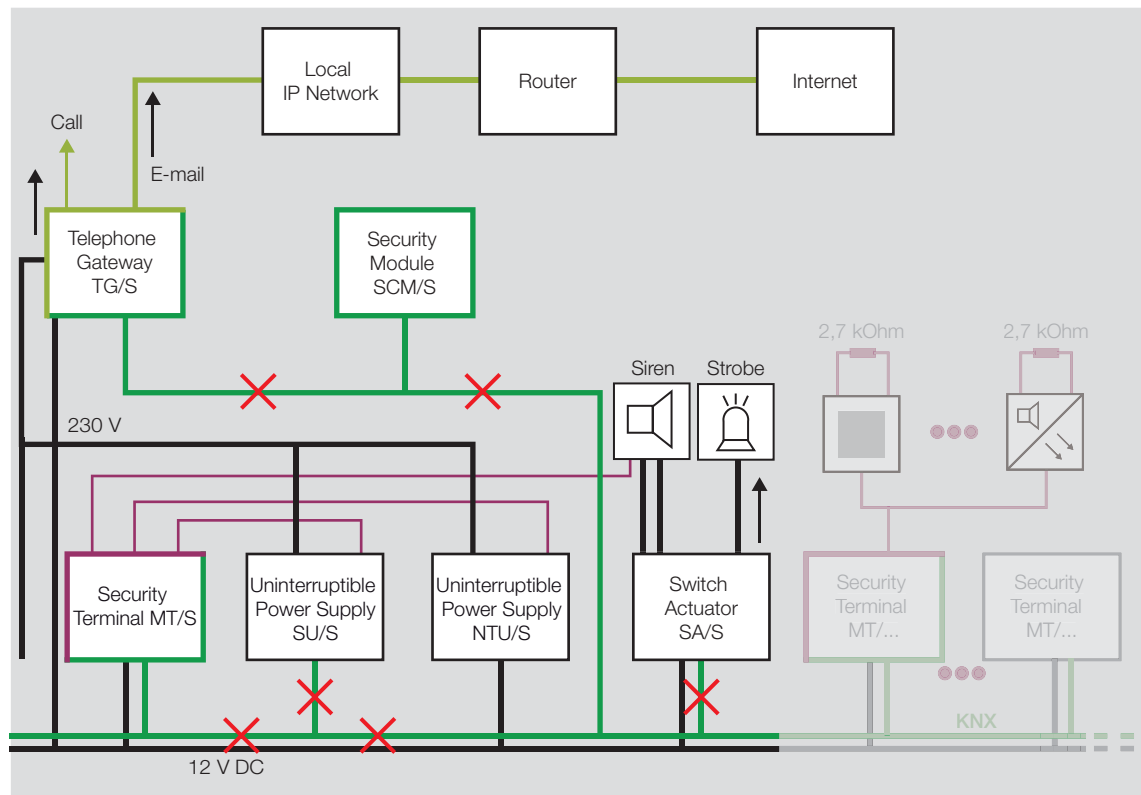 Local
IP Network
Router
Internet
Call
E-mail
Telephone
Gateway
TG/S
Security
Module
SCM/S
2,7 kOhm
2,7 kOhm
Siren
Strobe
230 V
Security
Terminal MT/S
Uninterruptible
Power Supply
SU/S
Uninterruptible
Power Supply
NTU/S
Switch
Actuator
SA/S
Security
Terminal
MT/...
Security
Terminal
MT/...
KNX
12 V DC